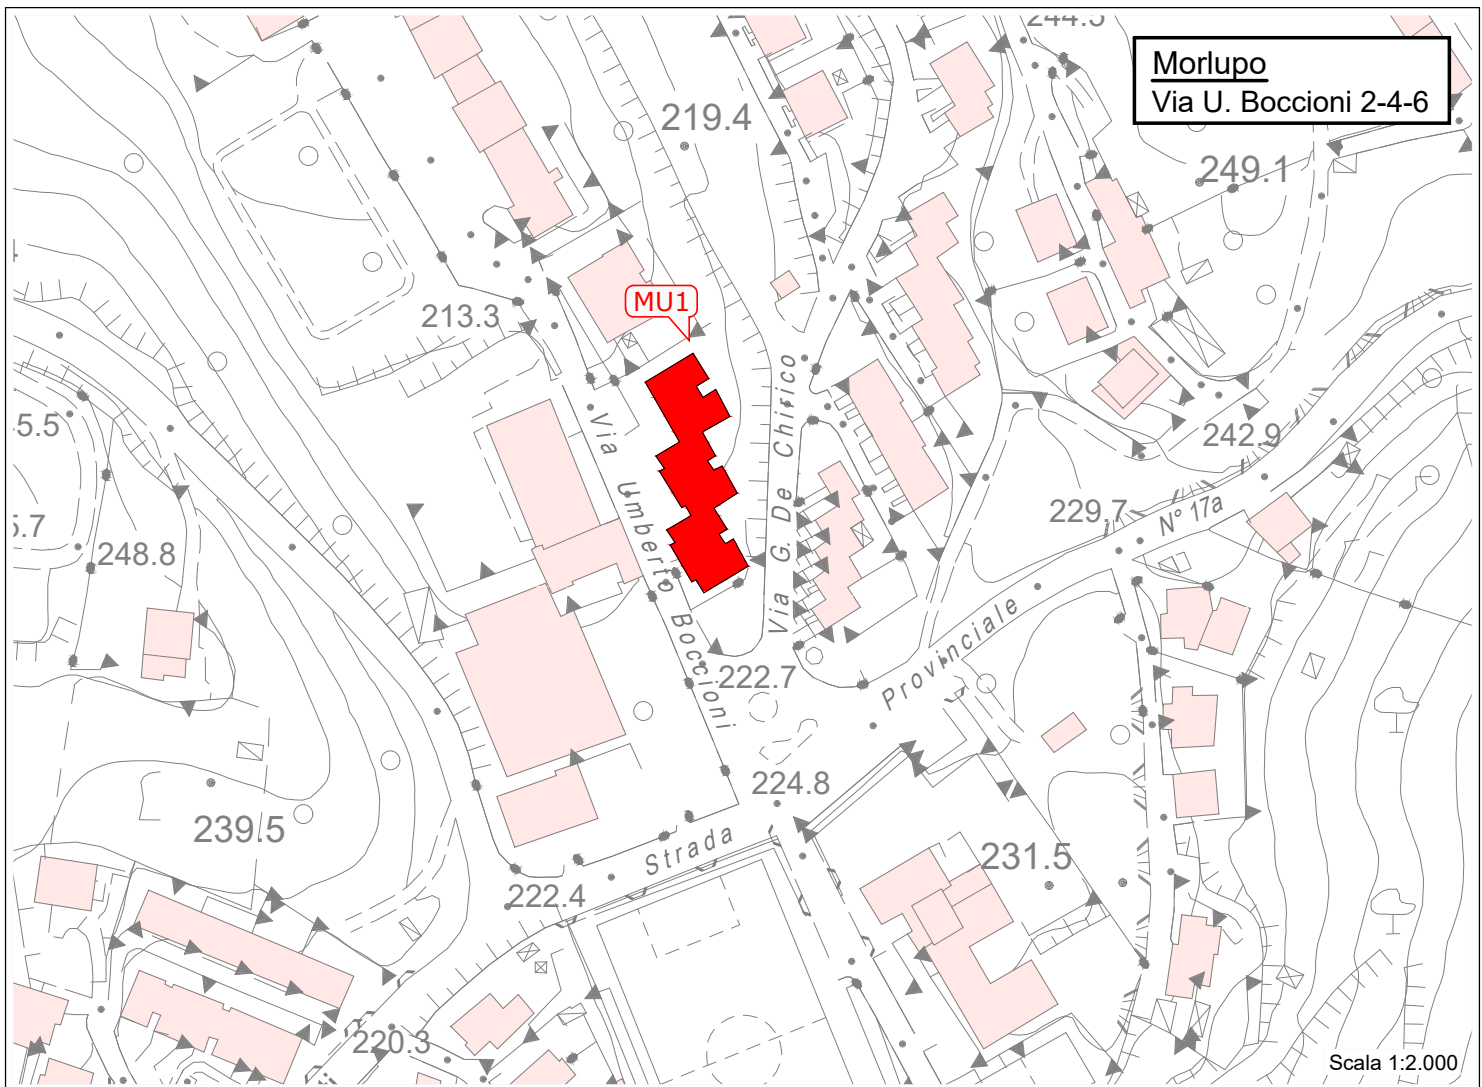 244.5
Morlupo
Via U. Boccioni 2-4-6
219.4
249.1
213.3
MU1
Via G. De Chirico
Via Umberto Boccioni
242.9
5.5
229.7
N° 17a
5.7
248.8
222.7
Provinciale
224.8
239.5
Strada
231.5
222.4
220.3
Scala 1:2.000